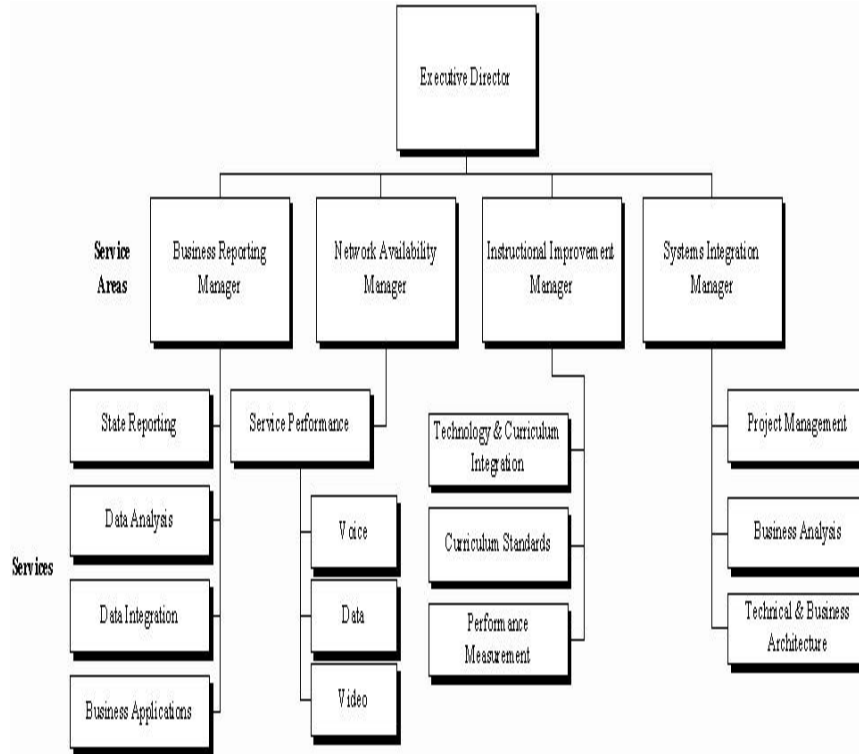 Executive Director
Service
Areas
Business Reporting
Manager
Network Availability
Manager
Instructional Improvement
Manager
Systems Integration
Manager
Services
State Reporting
Data Analysis
Data Integration
Business Applications
Service Performance
Voice
Data
Video
Technology & Curriculum
Integration
Curriculum Standards
Performance
Measurement
Project Management
Business Analysis
Technical & Business
Architecture